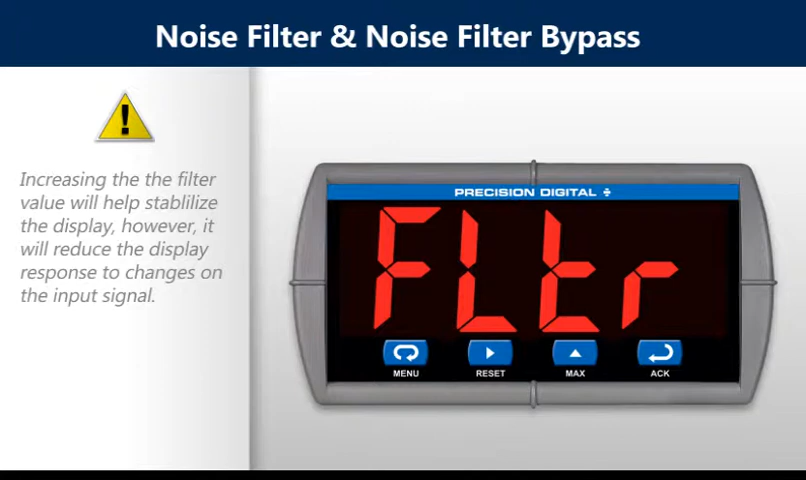 Noise Filter & Noise Filter Bypass
Increasing the the filter
value will help stablilize
the display, however, it
will reduce the display
response to changes on
the input signal.
PRECISION DIGITAL
FLtr
MENU
RESET
MAX
ACK